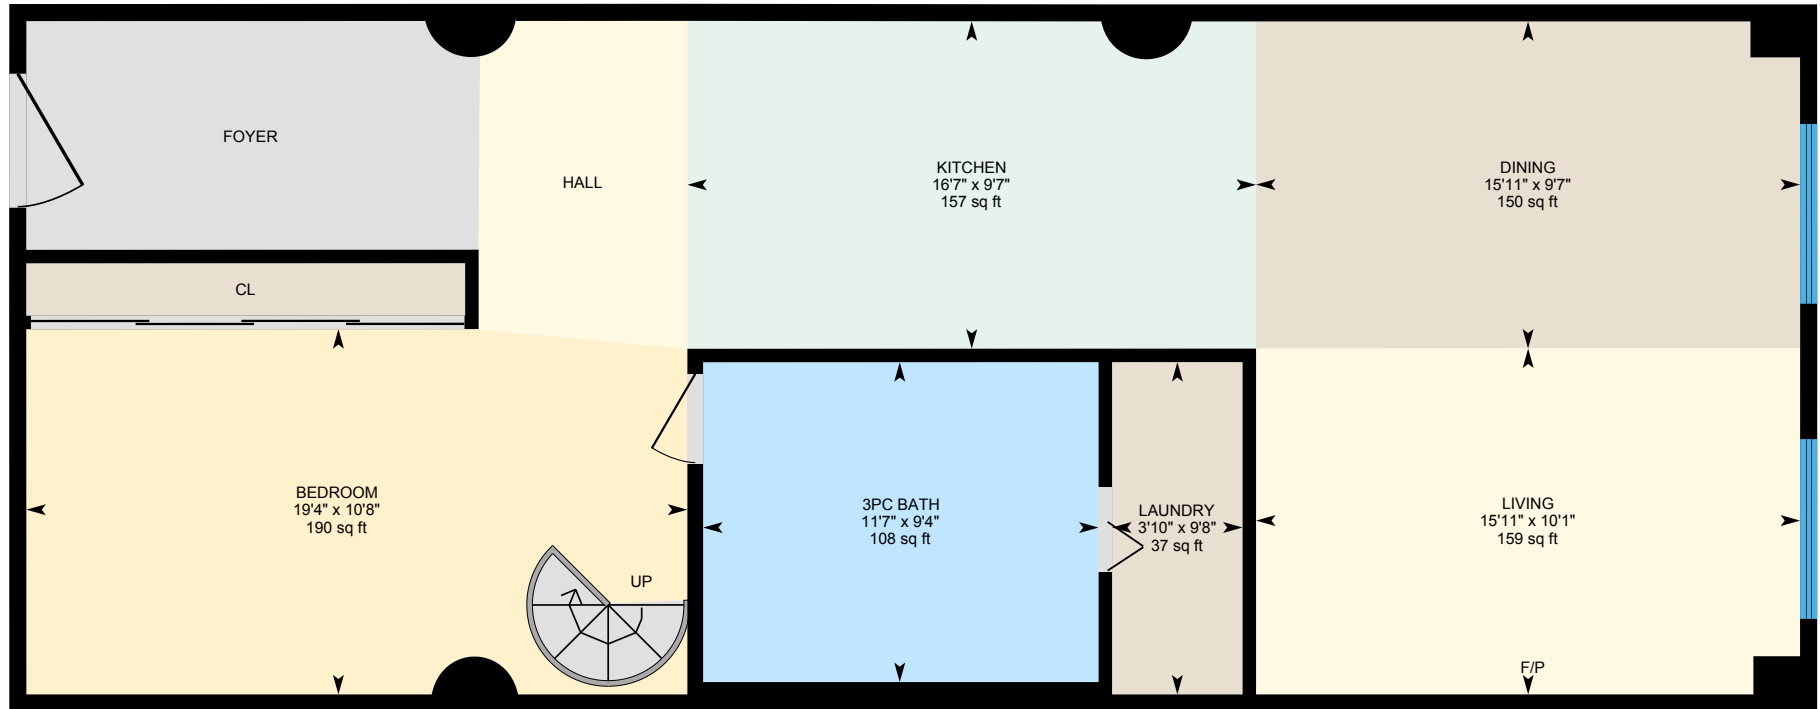 FOYER
HALL
KITCHEN
16'7" x 9'7"
157 sq ft
DINING
15'11" x 9'7"
150 sq ft
CL
BEDROOM
19'4" x 10'8"
190 sq ft
UP
3PC BATH
11'7" x 9'4"
108 sq ft
LAUNDRY
3'10" x 9'8"
37 sq ft
LIVING
15'11" x 10'1"
159 sq ft
F/P